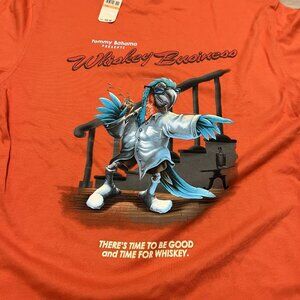 Tommy Bahama
PRESENTS
Whiskey Business
THERE'S TIME TO BE GOOD
and TIME FOR WHISKEY.